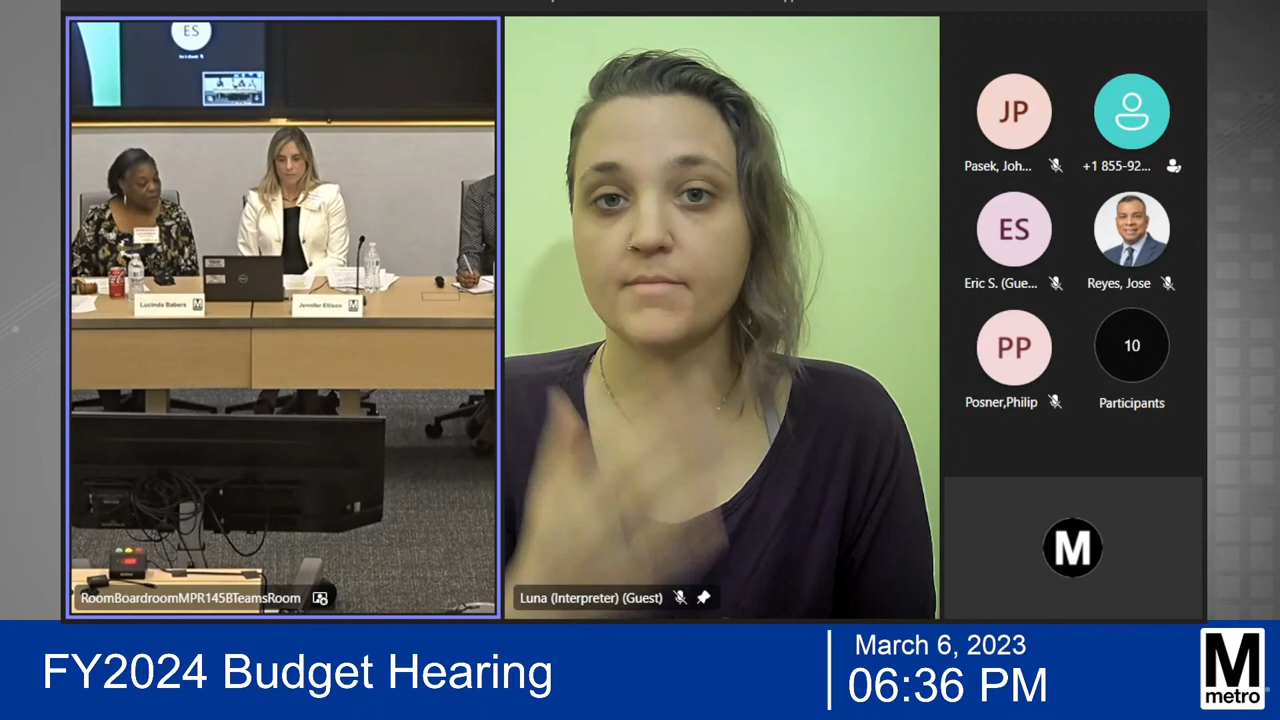 ES
Lucinda Babers
M
Jennifer Ellison
M
DELL
RoomBoardroomMPR145BTeamsRoom
Luna (Interpreter) (Guest)
JP
Pasek, Joh...
+1 855-92...
ES
Eric S. (Gue...
Reyes, Jose
PP
Posner,Philip
10
Participants
M
FY2024 Budget Hearing
March 6, 2023
06:36 PM
M
metro